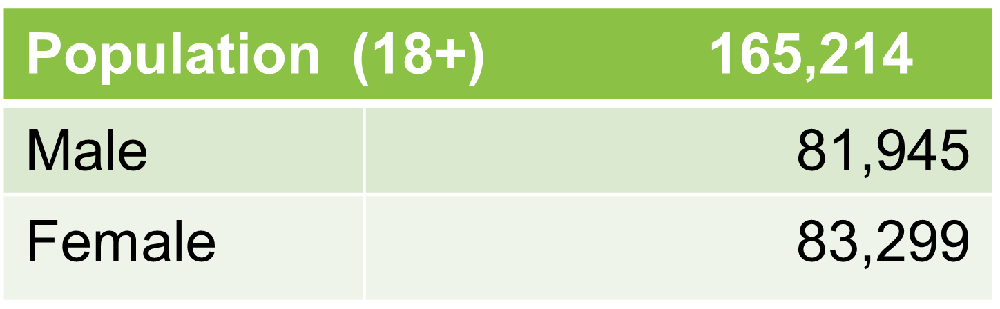 Population (18+) 165,214
Male 81,945
Female 83,299